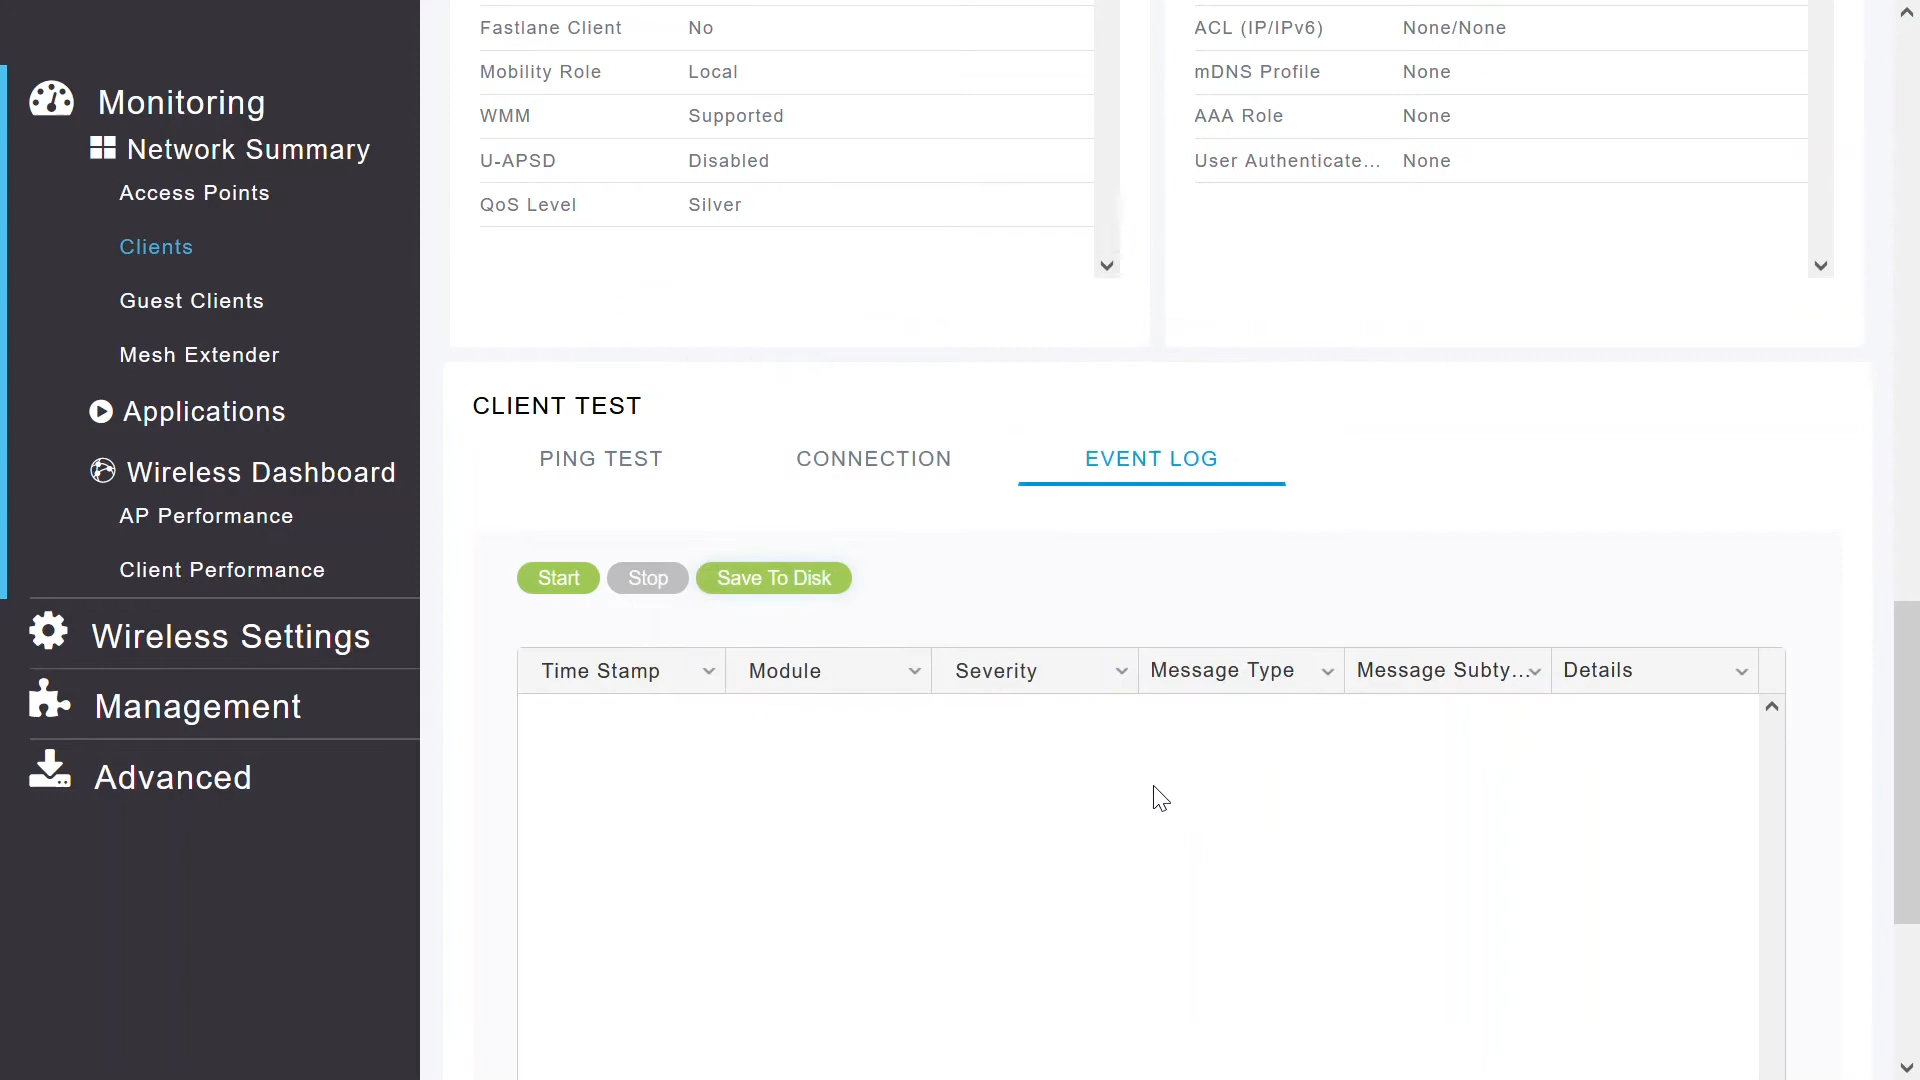 Monitoring
Network Summary
Access Points
Clients
Guest Clients
Mesh Extender
Applications
Wireless Dashboard
AP Performance
Client Performance
Wireless Settings
Management
Advanced
Fastlane Client No
Mobility Role Local
WMM Supported
U-APSD Disabled
QoS Level Silver
ACL (IP/IPv6) None/None
mDNS Profile None
AAA Role None
User Authenticate... None
CLIENT TEST
PING TEST CONNECTION EVENT LOG
Start Stop Save To Disk
Time Stamp Module Severity Message Type Message Subty... Details